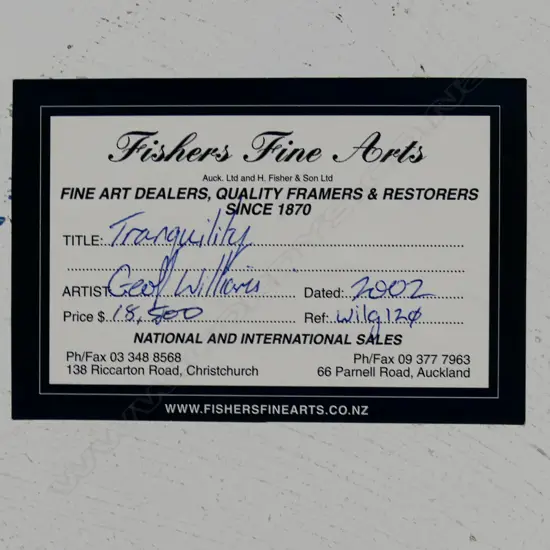 Fishers Fine Arts
Auck. Ltd and H. Fisher & Son Ltd
FINE ART DEALERS, QUALITY FRAMERS & RESTORERS
SINCE 1870
TITLE: Tranquility
ARTIST Geoff Williams Dated: 2002
Price $ 18,500 Ref: wilg120
NATIONAL AND INTERNATIONAL SALES
Ph/Fax 03 348 8568 Ph/Fax 09 377 7963
138 Riccarton Road, Christchurch 66 Parnell Road, Auckland
WWW.FISHERSFINEARTS.CO.NZ